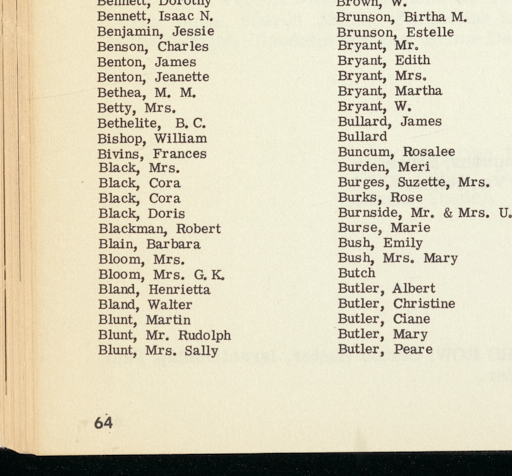 Bennett, Dorothy
Bennett, Isaac N.
Benjamin, Jessie
Benson, Charles
Benton, James
Benton, Jeanette
Bethea, M. M.
Betty, Mrs.
Bethelite, B. C.
Bishop, William
Bivins, Frances
Black, Mrs.
Black, Cora
Black, Cora
Black, Doris
Blackman, Robert
Blain, Barbara
Bloom, Mrs.
Bloom, Mrs. G. K.
Bland, Henrietta
Bland, Walter
Blunt, Martin
Blunt, Mr. Rudolph
Blunt, Mrs. Sally
Brown, W.
Brunson, Birtha M.
Brunson, Estelle
Bryant, Mr.
Bryant, Edith
Bryant, Mrs.
Bryant, Martha
Bryant, W.
Bullard, James
Bullard
Buncum, Rosalee
Burden, Meri
Burges, Suzette, Mrs.
Burks, Rose
Burnside, Mr. & Mrs. U.
Burse, Marie
Bush, Emily
Bush, Mrs. Mary
Butch
Butler, Albert
Butler, Christine
Butler, Ciane
Butler, Mary
Butler, Peare
64